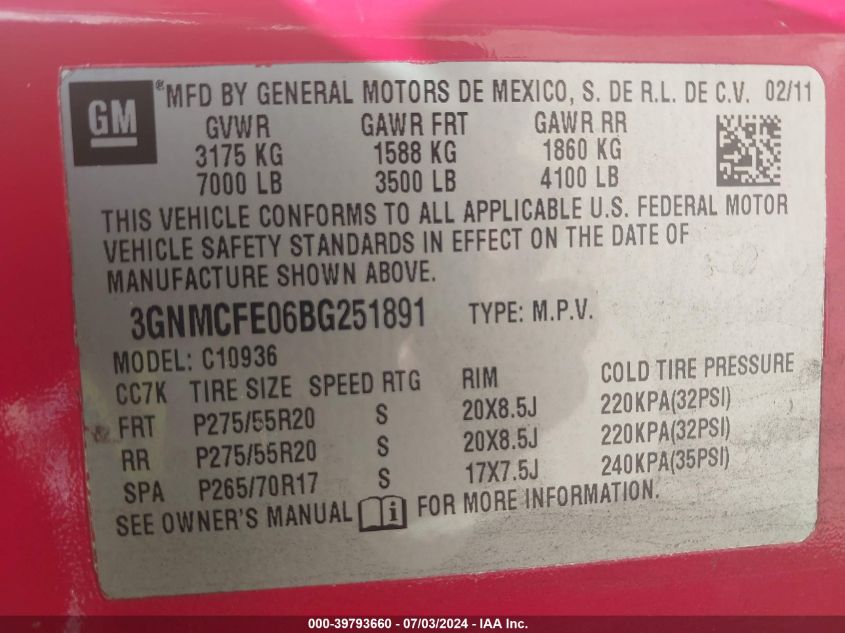 GM
®MFD BY GENERAL MOTORS DE MEXICO, S. DE R.L. DE C.V. 02/11
GVWR GAWR FRT GAWR RR
3175 KG 1588 KG 1860 KG
7000 LB 3500 LB 4100 LB
THIS VEHICLE CONFORMS TO ALL APPLICABLE U.S. FEDERAL MOTOR
VEHICLE SAFETY STANDARDS IN EFFECT ON THE DATE OF
MANUFACTURE SHOWN ABOVE.
3GNMCFE06BG251891 TYPE: M.P.V.
MODEL: C10936
CC7K TIRE SIZE SPEED RTG RIM COLD TIRE PRESSURE
FRT P275/55R20 S 20X8.5J 220KPA(32PSI)
RR P275/55R20 S 20X8.5J 220KPA(32PSI)
SPA P265/70R17 S 17X7.5J 240KPA(35PSI)
SEE OWNER'S MANUAL i FOR MORE INFORMATION.
000-39793660 - 07/03/2024 - IAA Inc.